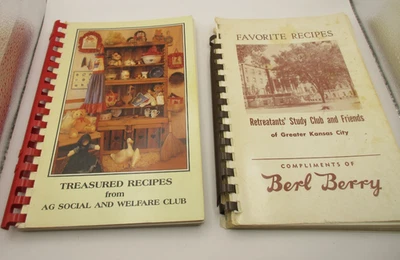 TREASURED RECIPES
from
AG SOCIAL AND WELFARE CLUB
FAVORITE RECIPES
Retreatants' Study Club and Friends
of Greater Kansas City
COMPLIMENTS OF
Berl Berry